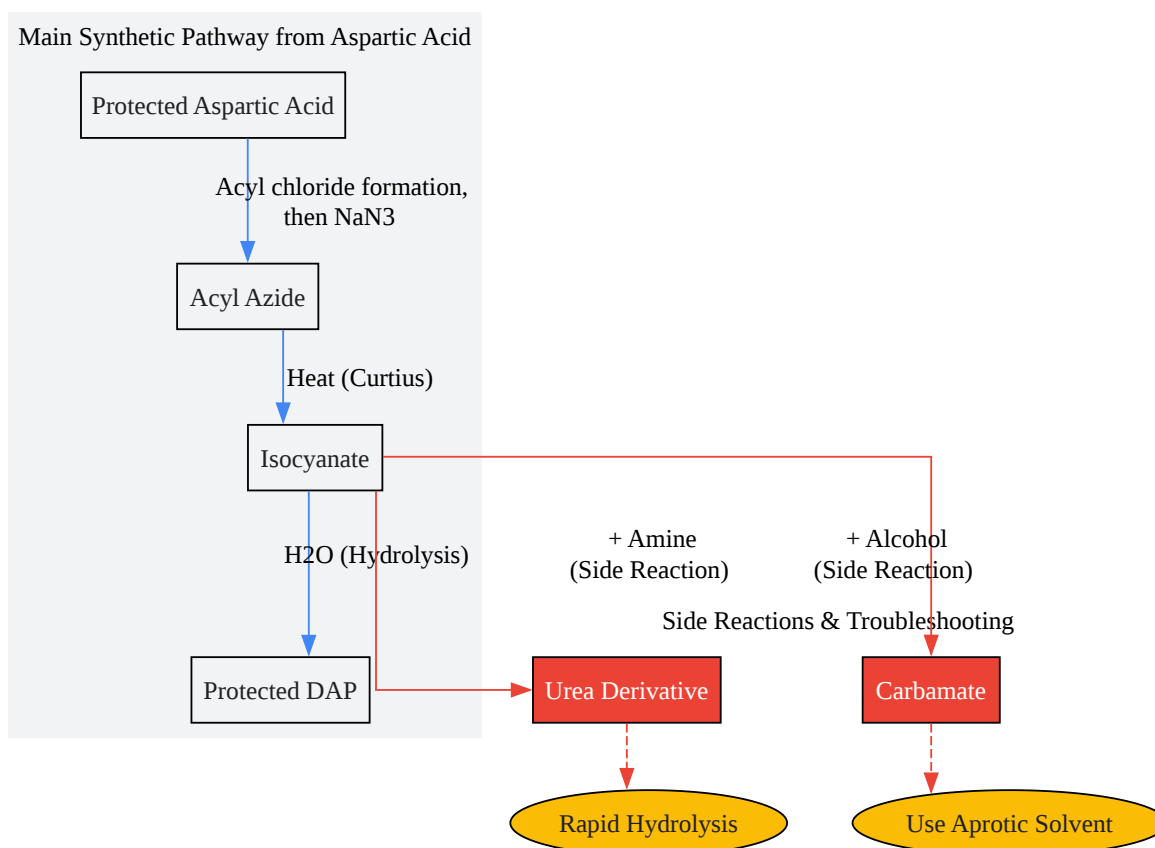 Main Synthetic Pathway from Aspartic Acid
Protected Aspartic Acid
Acyl chloride formation,
then NaN3
Acyl Azide
Heat (Curtius)
Isocyanate
H2O (Hydrolysis)
+ Amine
(Side Reaction)
+ Alcohol
(Side Reaction)
Side Reactions & Troubleshooting
Protected DAP
Urea Derivative
Carbamate
Rapid Hydrolysis
Use Aprotic Solvent